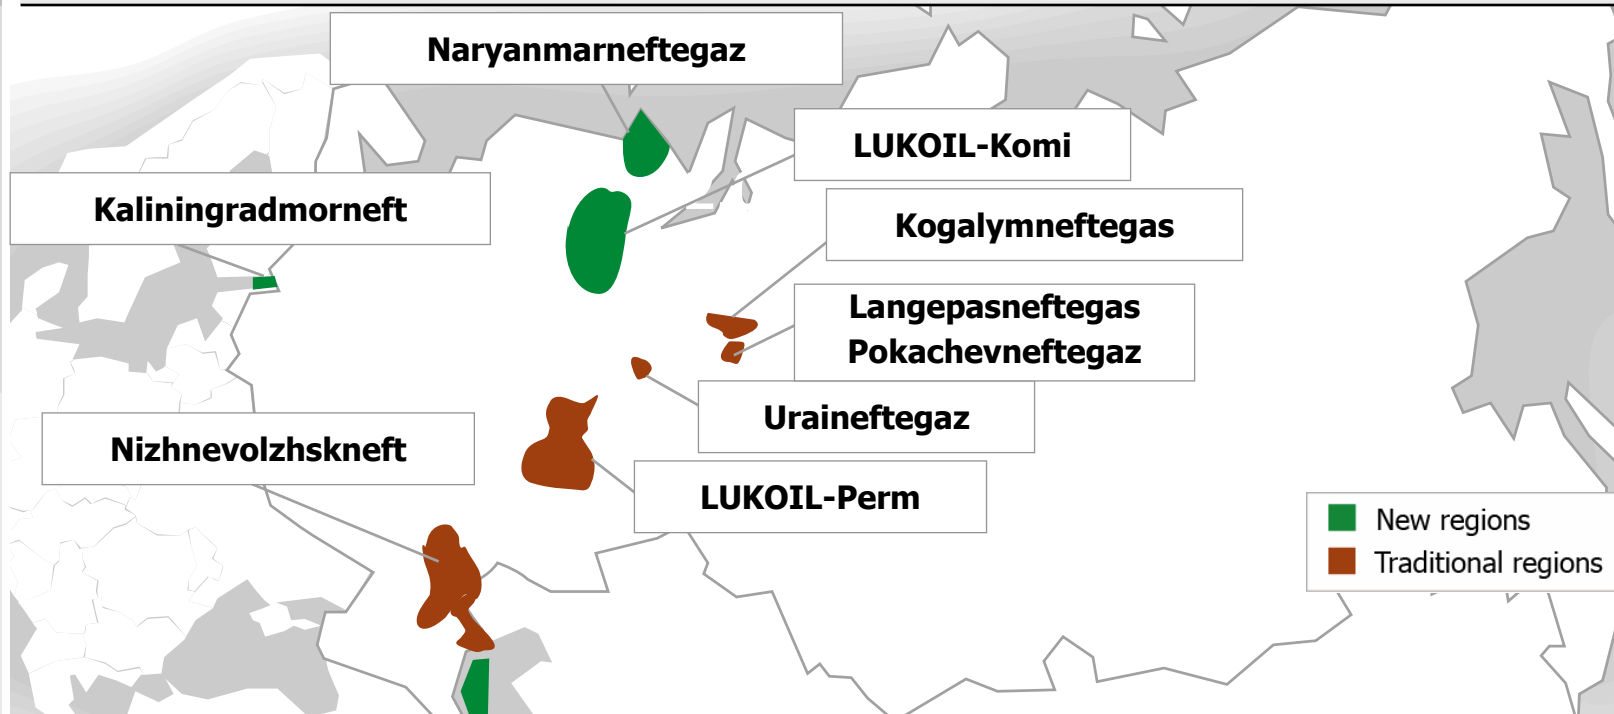 Naryanmarneftegaz
LUKOIL-Komi
Kaliningradmorneft
Kogalymneftegas
Langepasneftegas
Pokachevneftegaz
Uraineftegaz
Nizhnevolzhskneft
LUKOIL-Perm
New regions
Traditional regions